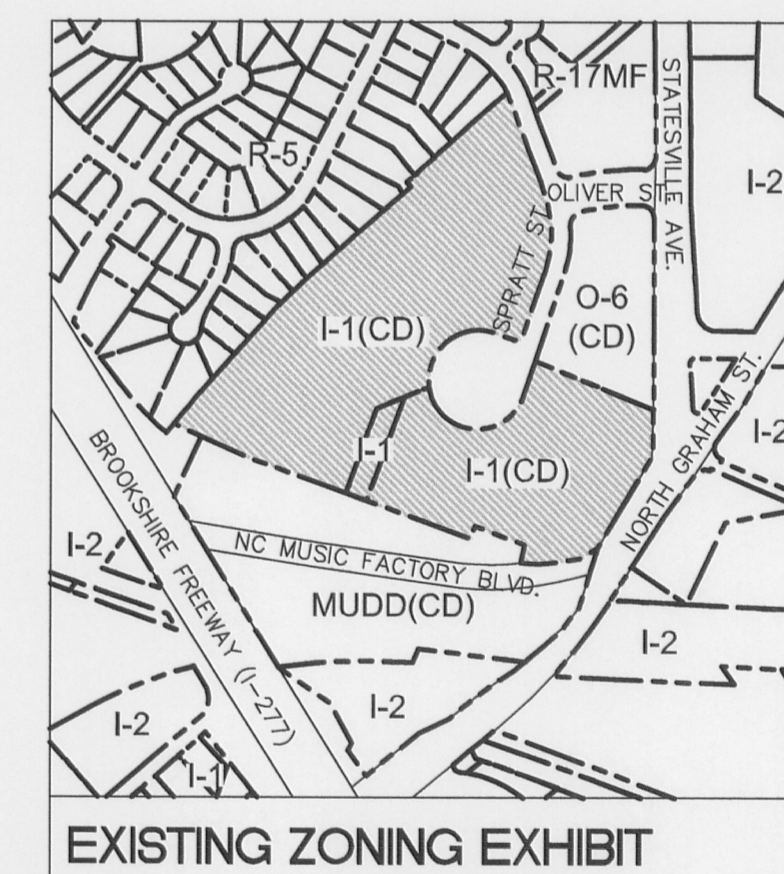 R-17MF
STATESVILLE AVE.
R-5
I-2
OLIVER ST.
SPRATT ST.
O-6
(CD)
I-1(CD)
NORTH GRAHAM ST.
I-2
I-1
I-1(CD)
BROOKSHIRE FREEWAY (I-277)
I-2
NC MUSIC FACTORY BLVD.
MUDD(CD)
I-2
I-2
I-2
I-1
EXISTING ZONING EXHIBIT